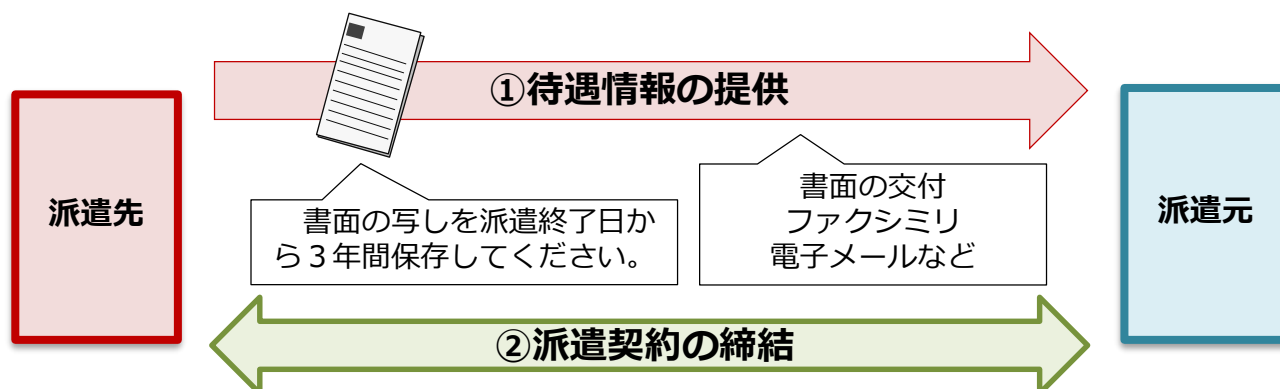 ①待遇情報の提供
派遣先
書面の写しを派遣終了日か
ら３年間保存してください。
書面の交付
ファクシミリ
電子メールなど
派遣元
②派遣契約の締結